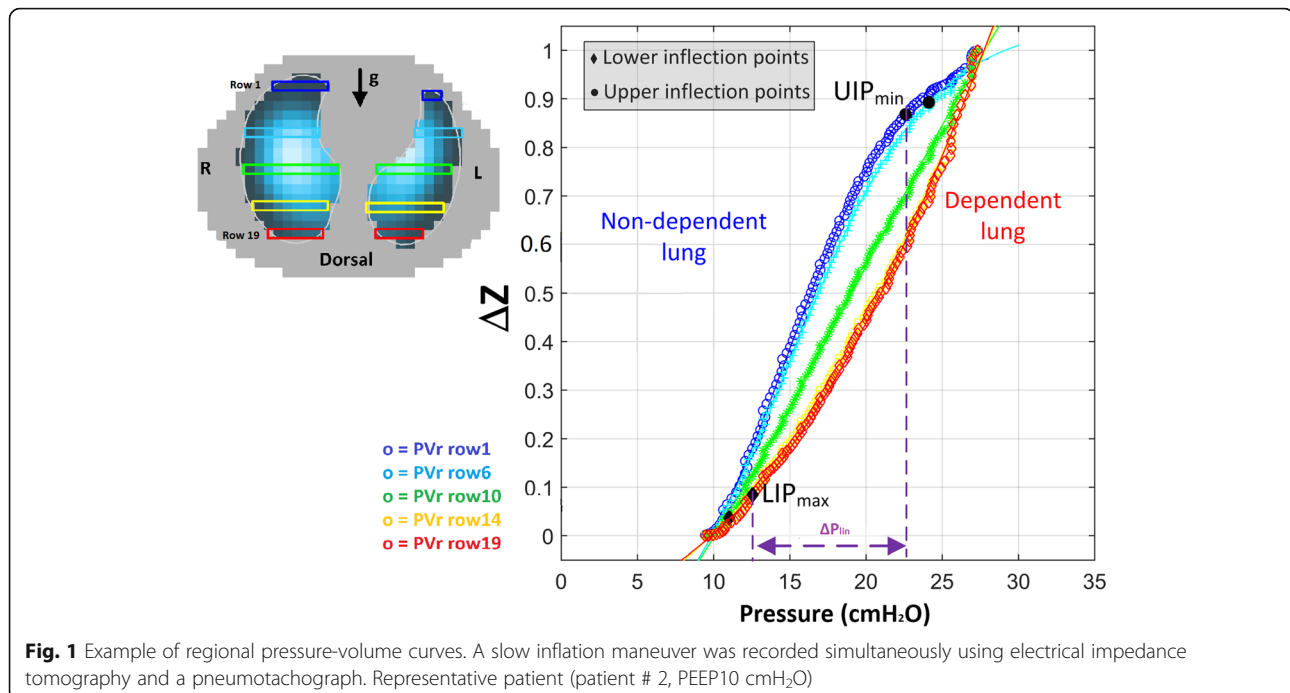 Row 1
g
R
L
Row 19
Dorsal
o = PVr row1
o = PVr row6
o = PVr row10
o = PVr row14
o = PVr row19
♦ Lower inflection points
● Upper inflection points
UIPmin
Non-dependent
lung
Dependent
lung
LIPmax
ΔPlin
ΔZ
1
0.9
0.8
0.7
0.6
0.5
0.4
0.3
0.2
0.1
0
0 5 10 15 20 25 30 35
Pressure (cmH₂O)
Fig. 1 Example of regional pressure-volume curves. A slow inflation maneuver was recorded simultaneously using electrical impedance
tomography and a pneumotachograph. Representative patient (patient # 2, PEEP10 cmH2O)